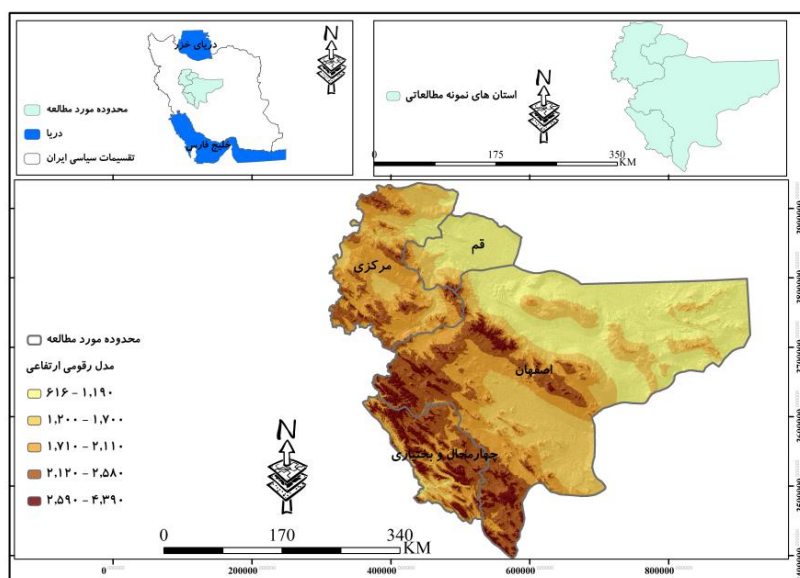 دریای خزر
N
محدوده مورد مطالعه
دریا
خلیج فارس
تقسیمات سیاسی ایران
استان های نمونه مطالعاتی
N
0 175 350
KM
قم
مرکزی
اصفهان
چهارمحال و بختیاری
محدوده مورد مطالعه
مدل رقومی ارتفاعی
۶۱۶ - ۱,۱۹۰
۱,۲۰۰ - ۱,۷۰۰
۱,۷۱۰ - ۲,۱۱۰
۲,۱۲۰ - ۲,۵۸۰
۲,۵۹۰ - ۴,۳۹۰
N
0 170 340
KM
0 200000 400000 600000 800000